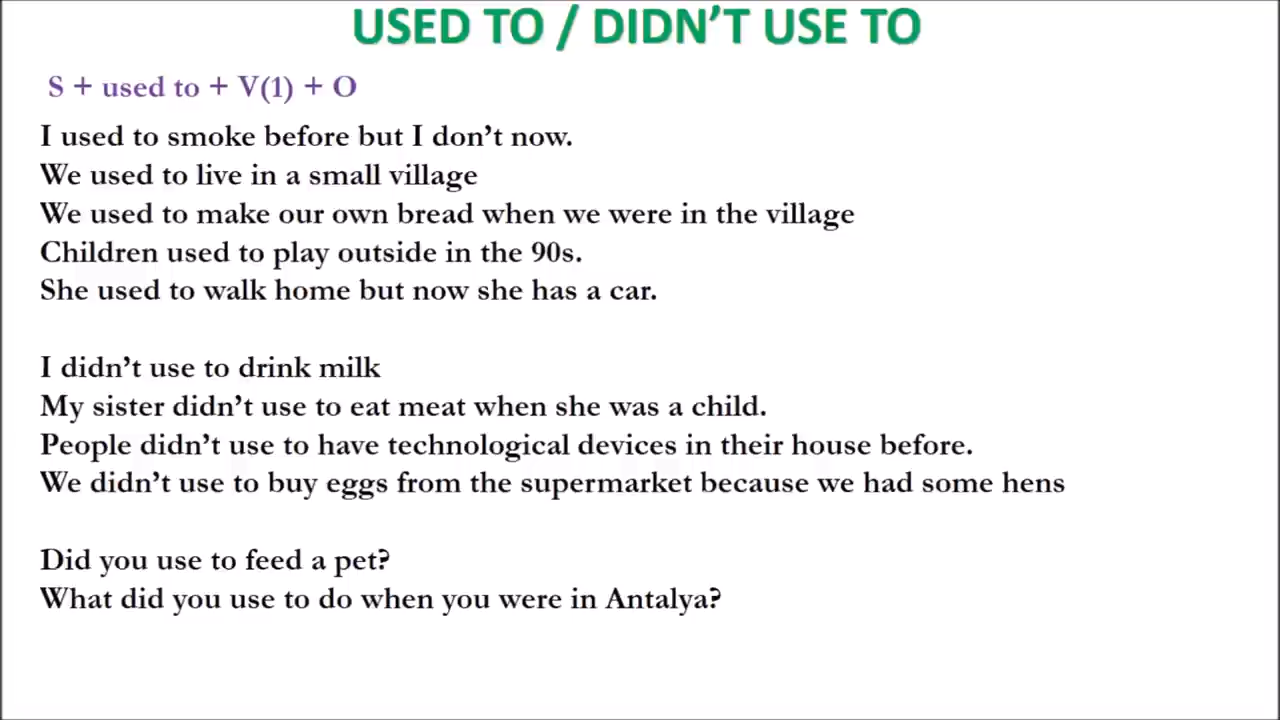 USED TO / DIDN’T USE TO
S + used to + V(1) + O
I used to smoke before but I don’t now.
We used to live in a small village
We used to make our own bread when we were in the village
Children used to play outside in the 90s.
She used to walk home but now she has a car.
I didn’t use to drink milk
My sister didn’t use to eat meat when she was a child.
People didn’t use to have technological devices in their house before.
We didn’t use to buy eggs from the supermarket because we had some hens
Did you use to feed a pet?
What did you use to do when you were in Antalya?